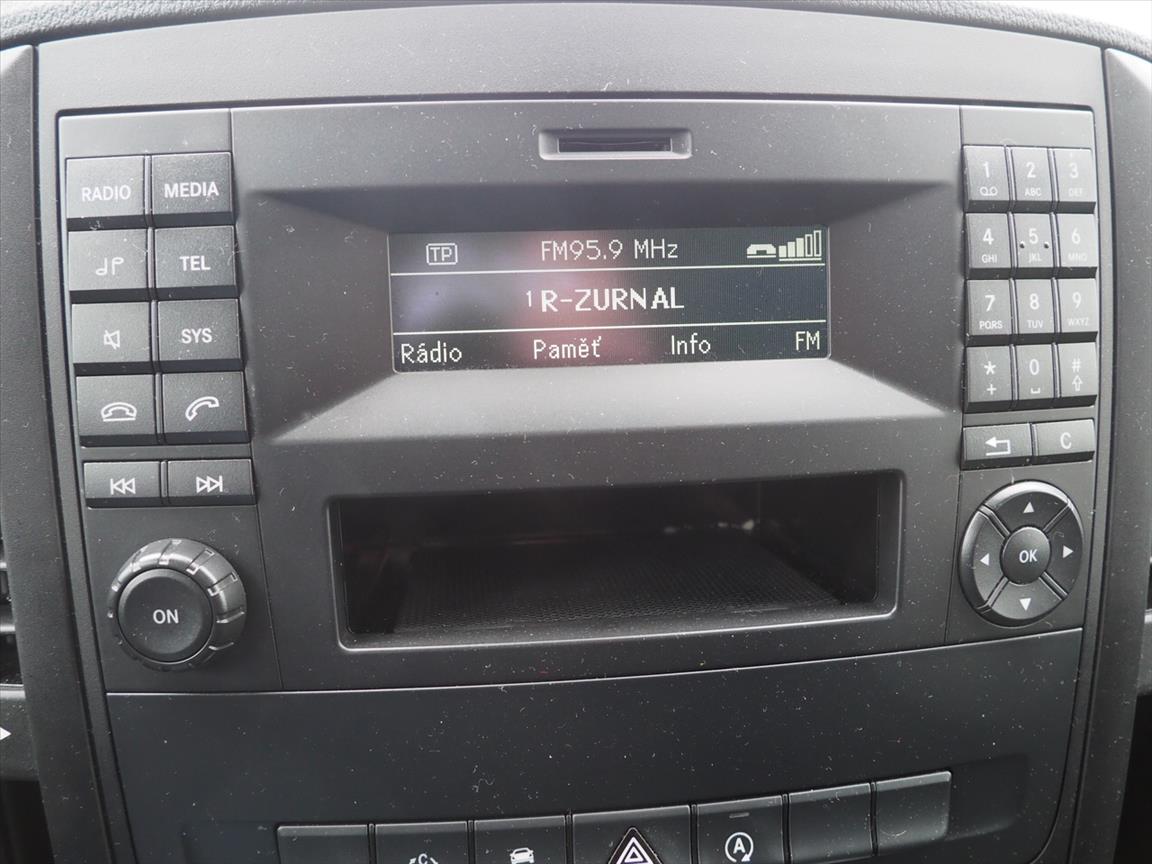 RADIO
MEDIA
TEL
SYS
ON
TP
FM95.9 MHz
1 R-ZURNAL
Rádio Paměť Info FM
1 2 3
ABC DEF
4 5 6
GHI JKL MNO
7 8 9
PQRS TUV WXYZ
* 0 #
+
C
OK
C
A